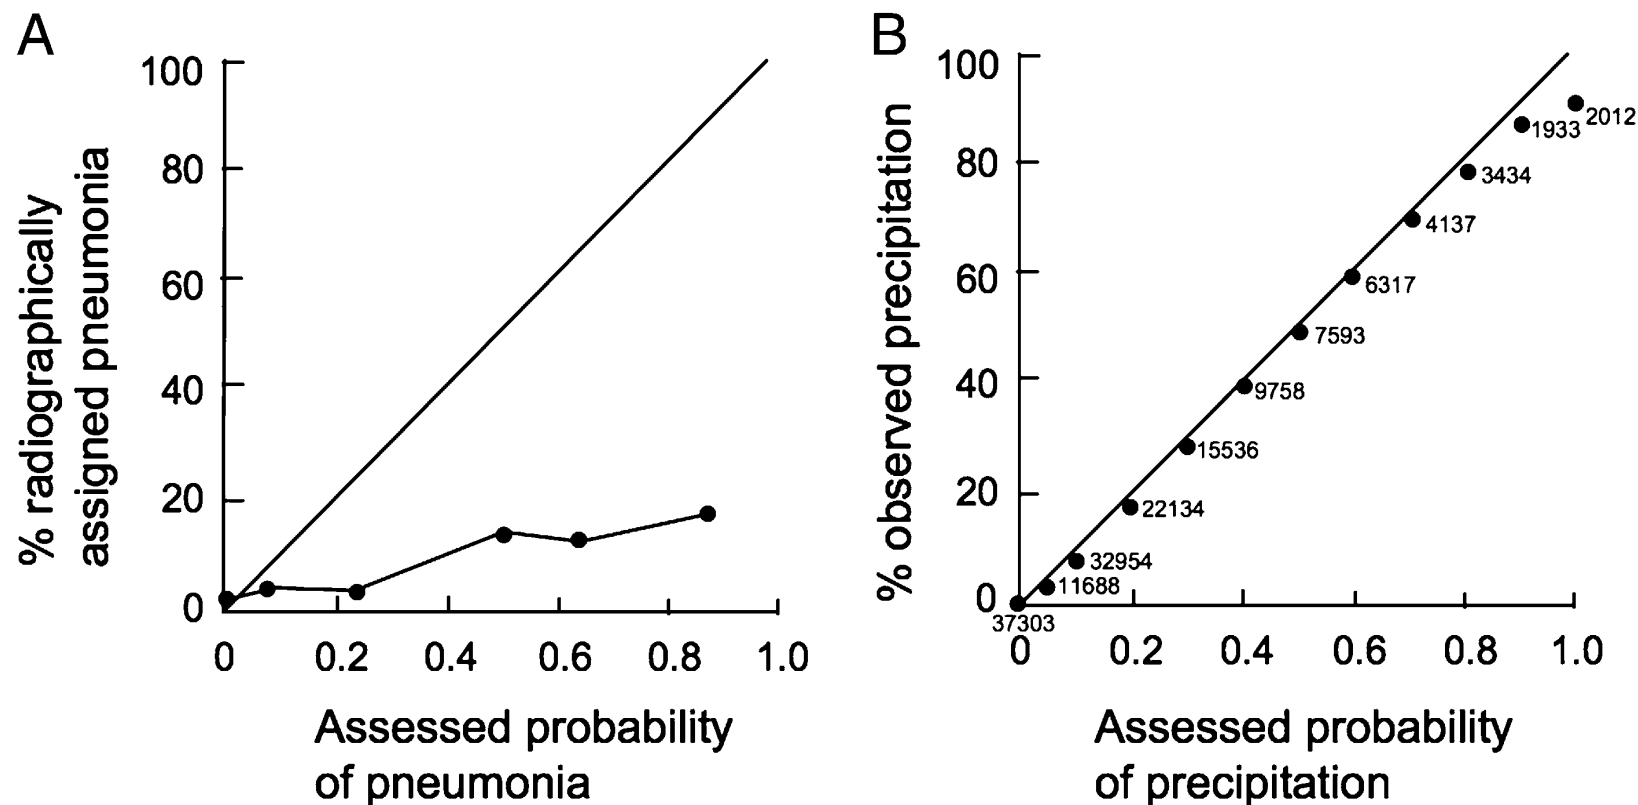 A
% radiographically
assigned pneumonia
100
80
60
40
20
0
0 0.2 0.4 0.6 0.8 1.0
Assessed probability
of pneumonia
B
% observed precipitation
100
80
60
40
20
0
2012
1933
3434
4137
6317
7593
9758
15536
22134
32954
11688
37303
0 0.2 0.4 0.6 0.8 1.0
Assessed probability
of precipitation